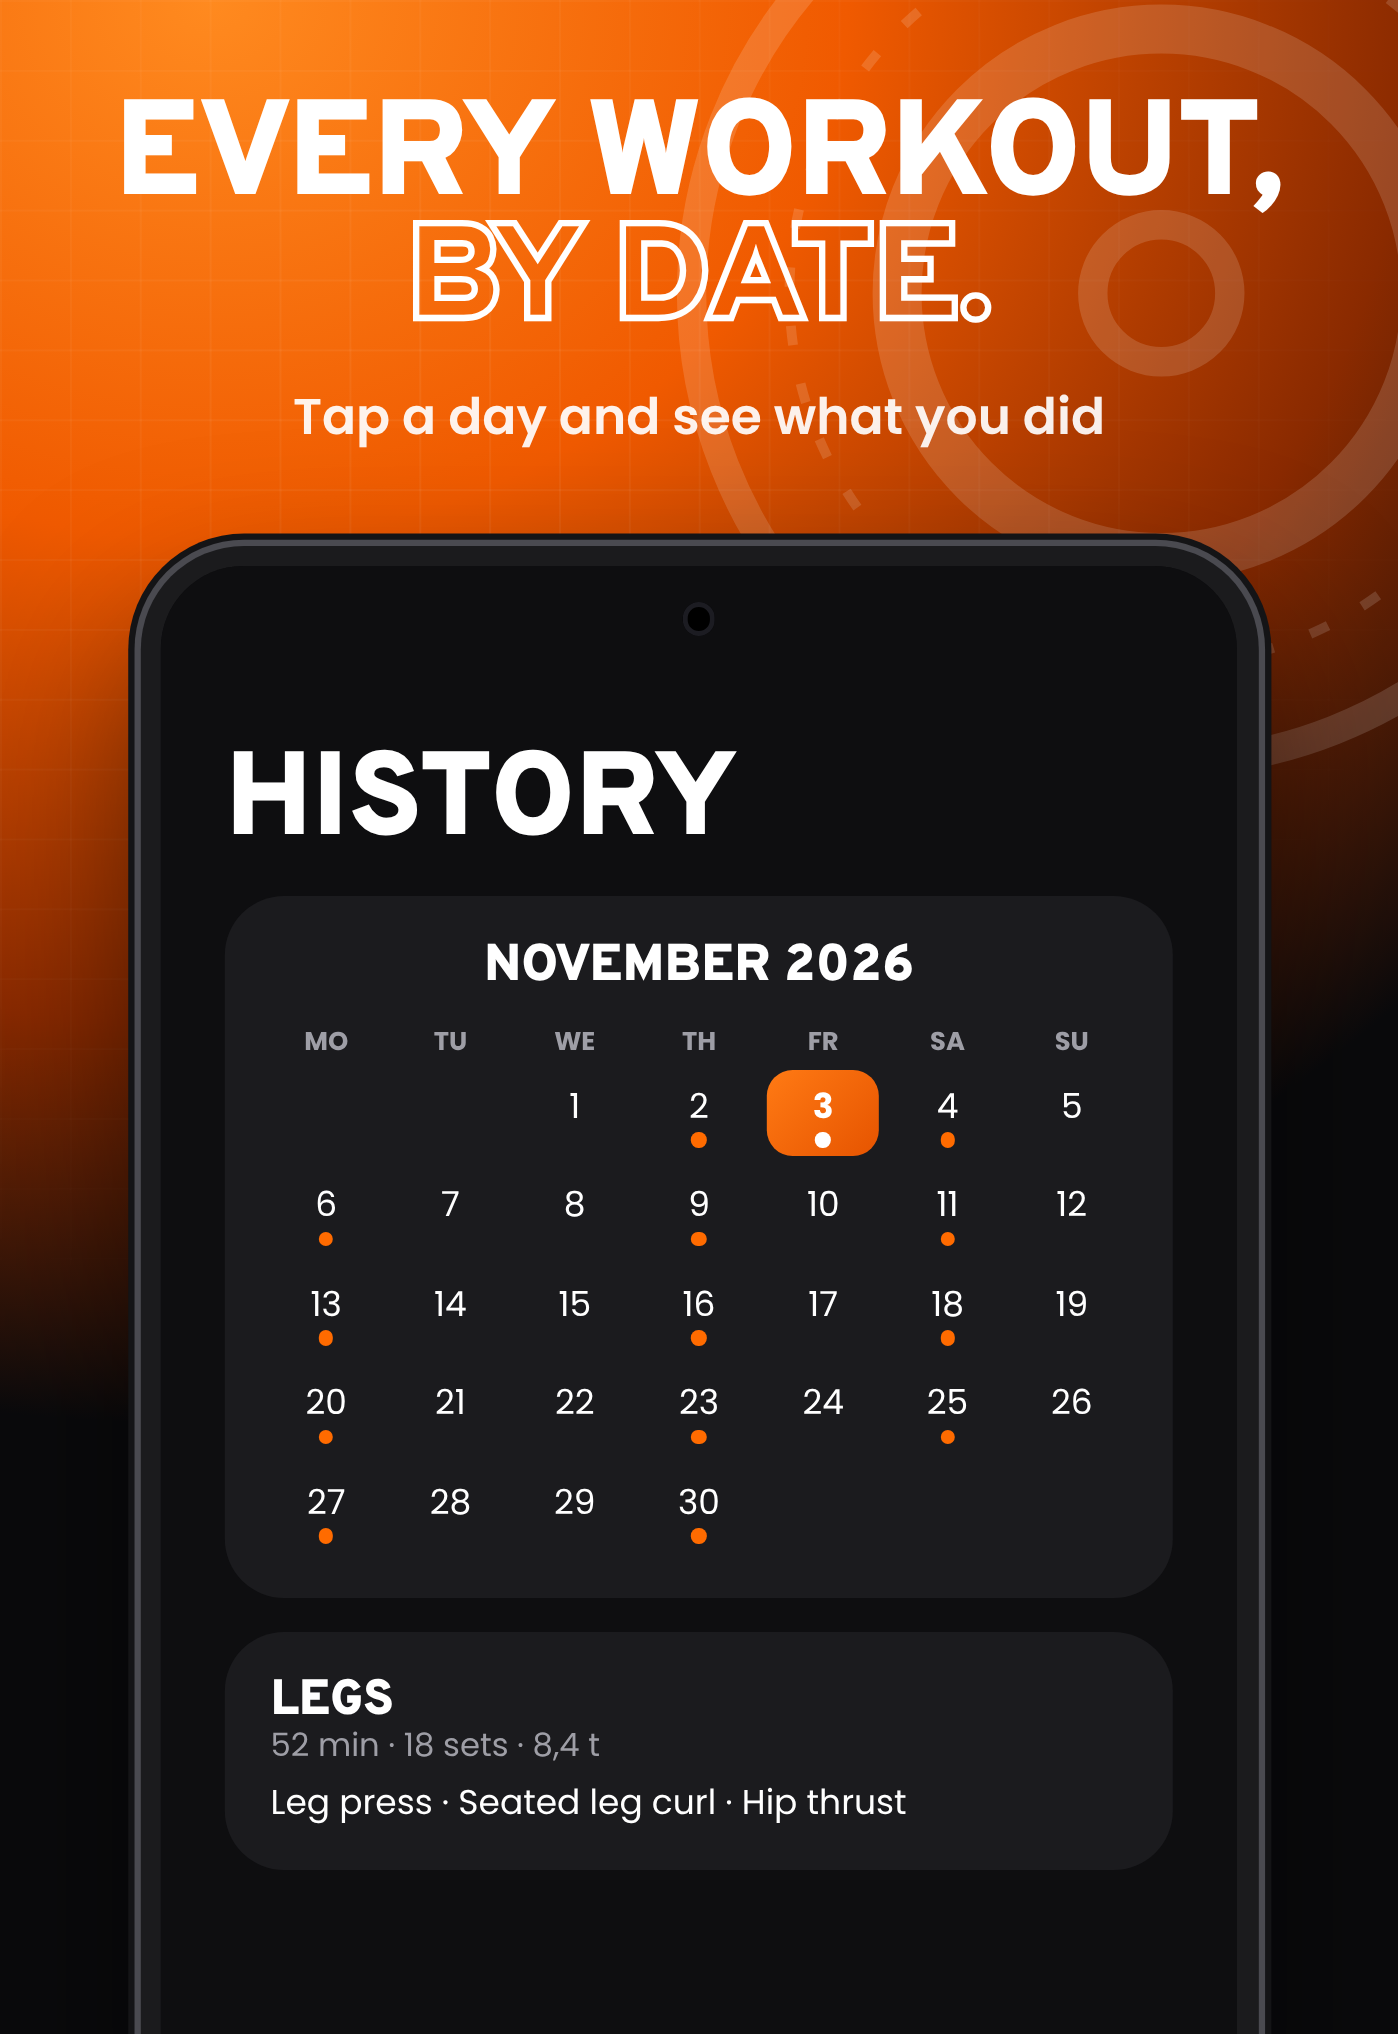 EVERY WORKOUT,
BY DATE.
Tap a day and see what you did
HISTORY
NOVEMBER 2026
MO TU WE TH FR SA SU
1 2 3 4 5
6 7 8 9 10 11 12
13 14 15 16 17 18 19
20 21 22 23 24 25 26
27 28 29 30
LEGS
52 min · 18 sets · 8,4 t
Leg press · Seated leg curl · Hip thrust